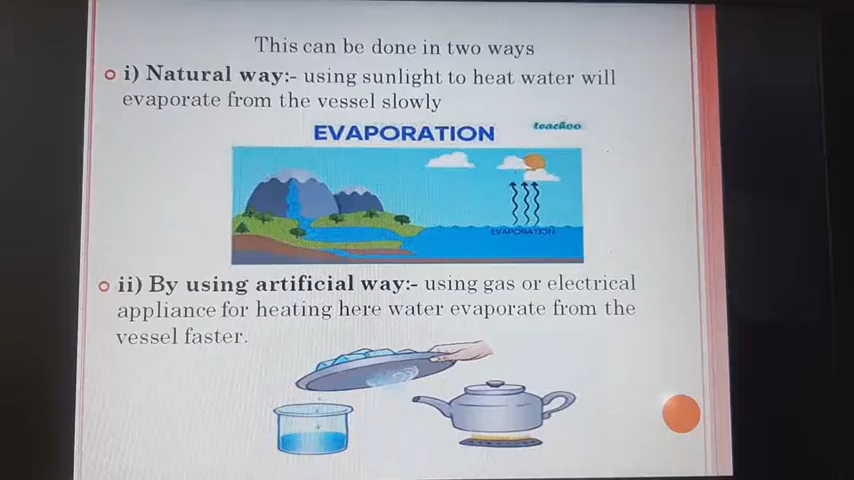 This can be done in two ways
i) Natural way:- using sunlight to heat water will
evaporate from the vessel slowly
EVAPORATION
teachoo
EVAPORATION
ii) By using artificial way:- using gas or electrical
appliance for heating here water evaporate from the
vessel faster.